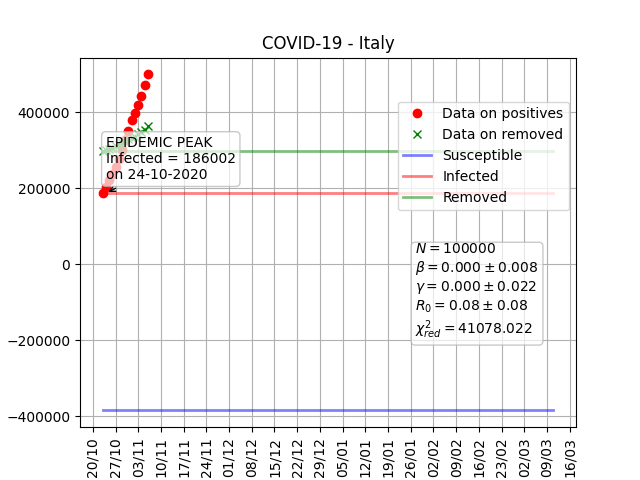 COVID-19 - Italy
400000
200000
0
−200000
−400000
EPIDEMIC PEAK
Infected = 186002
on 24-10-2020
Data on positives
Data on removed
Susceptible
Infected
Removed
N = 100000
β = 0.000 ± 0.008
γ = 0.000 ± 0.022
R₀ = 0.08 ± 0.08
χ²red = 41078.022
20/10
27/10
03/11
10/11
17/11
24/11
01/12
08/12
15/12
22/12
29/12
05/01
12/01
19/01
26/01
02/02
09/02
16/02
23/02
02/03
09/03
16/03